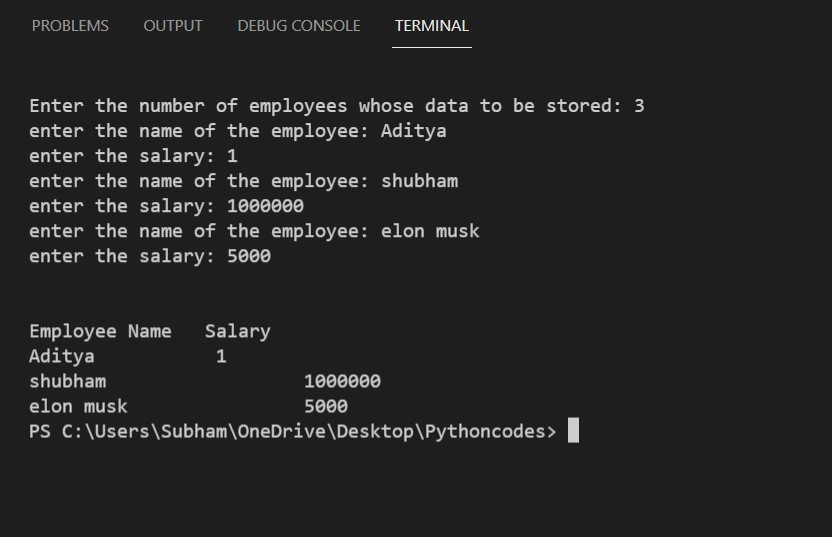 PROBLEMS OUTPUT DEBUG CONSOLE TERMINAL
Enter the number of employees whose data to be stored: 3
enter the name of the employee: Aditya
enter the salary: 1
enter the name of the employee: shubham
enter the salary: 1000000
enter the name of the employee: elon musk
enter the salary: 5000
Employee Name   Salary
Aditya           1
shubham                  1000000
elon musk                5000
PS C:\Users\Subham\OneDrive\Desktop\Pythoncodes>